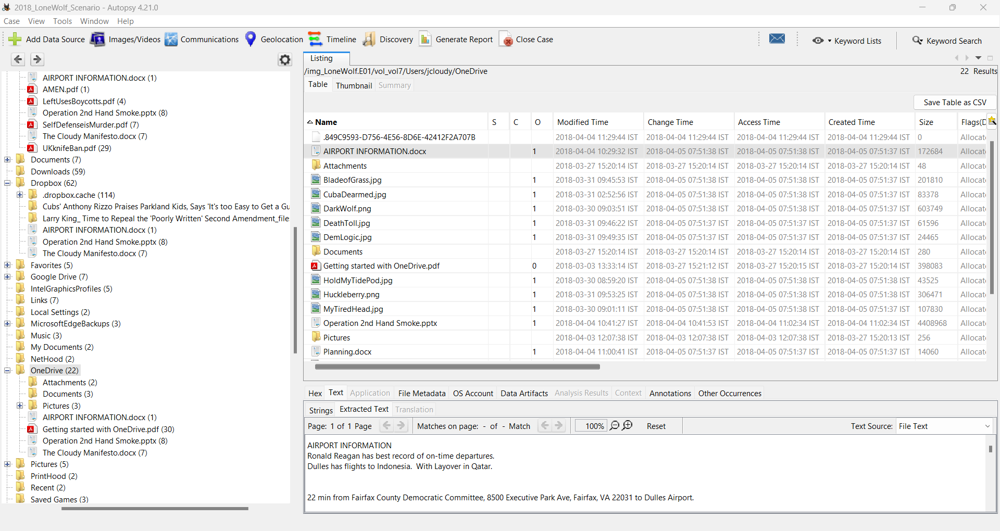 2018_LoneWolf_Scenario - Autopsy 4.21.0
Case View Tools Window Help
Add Data Source Images/Videos Communications Geolocation Timeline Discovery Generate Report Close Case Keyword Lists Keyword Search
AIRPORT INFORMATION.docx (1)
AMEN.pdf (1)
LeftUsesBoycotts.pdf (4)
Operation 2nd Hand Smoke.pptx (8)
SelfDefenseisMurder.pdf (7)
The Cloudy Manifesto.docx (7)
UKknifeBan.pdf (29)
Documents (7)
Downloads (59)
Dropbox (62)
.dropbox.cache (114)
Cubs' Anthony Rizzo Praises Parkland Kids, Says 'It's too Easy to Get a Gu
Larry King_ Time to Repeal the 'Poorly Written' Second Amendment_file
AIRPORT INFORMATION.docx (1)
Operation 2nd Hand Smoke.pptx (8)
The Cloudy Manifesto.docx (7)
Favorites (5)
Google Drive (7)
IntelGraphicsProfiles (5)
Links (7)
Local Settings (2)
MicrosoftEdgeBackups (3)
Music (3)
My Documents (2)
NetHood (2)
OneDrive (22)
Attachments (2)
Documents (3)
Pictures (3)
AIRPORT INFORMATION.docx (1)
Getting started with OneDrive.pdf (30)
Operation 2nd Hand Smoke.pptx (8)
The Cloudy Manifesto.docx (7)
Pictures (5)
PrintHood (2)
Recent (2)
Saved Games (3)
Listing
/img_LoneWolf.E01/vol_vol7/Users/jcloudy/OneDrive 22 Results
Table Thumbnail Summary
Save Table as CSV
Name S C O Modified Time Change Time Access Time Created Time Size Flags(D
.849C9593-D756-4E56-8D6E-42412F2A707B 2018-04-04 11:29:44 IST 2018-04-04 11:29:44 IST 2018-04-04 11:29:44 IST 2018-04-04 11:29:44 IST 0 Allocat
AIRPORT INFORMATION.docx 1 2018-04-04 10:29:32 IST 2018-04-05 07:51:38 IST 2018-04-05 07:51:38 IST 2018-04-05 07:51:37 IST 172684 Allocat
Attachments 2018-03-27 15:20:14 IST 2018-03-27 15:20:14 IST 2018-03-27 15:20:14 IST 2018-03-27 15:20:14 IST 48 Allocat
BladeofGrass.jpg 1 2018-03-31 09:45:53 IST 2018-04-05 07:51:38 IST 2018-04-05 07:51:38 IST 2018-04-05 07:51:37 IST 201810 Allocat
CubaDearmed.jpg 1 2018-03-31 02:52:56 IST 2018-04-05 07:51:38 IST 2018-04-05 07:51:38 IST 2018-04-05 07:51:37 IST 83378 Allocat
DarkWolf.png 1 2018-03-30 09:03:51 IST 2018-04-05 07:51:38 IST 2018-04-05 07:51:38 IST 2018-04-05 07:51:37 IST 603749 Allocat
DeathToll.jpg 1 2018-03-31 09:46:22 IST 2018-04-05 07:51:37 IST 2018-04-05 07:51:37 IST 2018-04-05 07:51:37 IST 61596 Allocat
DemLogic.jpg 1 2018-03-31 09:49:35 IST 2018-04-05 07:51:37 IST 2018-04-05 07:51:37 IST 2018-04-05 07:51:37 IST 24465 Allocat
Documents 2018-03-27 15:20:14 IST 2018-03-27 15:20:14 IST 2018-03-27 15:20:14 IST 2018-03-27 15:20:14 IST 280 Allocat
Getting started with OneDrive.pdf 0 2018-03-03 13:33:14 IST 2018-03-27 15:21:12 IST 2018-03-27 15:20:15 IST 2018-03-27 15:20:14 IST 398083 Allocat
HoldMyTidePod.jpg 1 2018-03-30 08:59:20 IST 2018-04-05 07:51:38 IST 2018-04-05 07:51:38 IST 2018-04-05 07:51:38 IST 43525 Allocat
Huckleberry.png 1 2018-03-31 09:53:25 IST 2018-04-05 07:51:38 IST 2018-04-05 07:51:38 IST 2018-04-05 07:51:38 IST 306471 Allocat
MyTiredHead.jpg 1 2018-03-30 09:01:11 IST 2018-04-05 07:51:38 IST 2018-04-05 07:51:38 IST 2018-04-05 07:51:37 IST 107830 Allocat
Operation 2nd Hand Smoke.pptx 1 2018-04-04 10:41:27 IST 2018-04-04 10:41:53 IST 2018-04-04 11:02:34 IST 2018-04-04 11:02:34 IST 4408968 Allocat
Pictures 2018-04-03 12:07:38 IST 2018-04-03 12:07:38 IST 2018-04-03 12:07:38 IST 2018-03-27 15:20:13 IST 256 Allocat
Planning.docx 1 2018-04-04 11:00:41 IST 2018-04-05 07:51:37 IST 2018-04-05 07:51:37 IST 2018-04-05 07:51:37 IST 14060 Allocat
Hex Text Application File Metadata OS Account Data Artifacts Analysis Results Context Annotations Other Occurrences
Strings Extracted Text Translation
Page: 1 of 1 Page Matches on page: - of - Match 100% Reset Text Source: File Text
AIRPORT INFORMATION
Ronald Reagan has best record of on-time departures.
Dulles has flights to Indonesia. With Layover in Qatar.
22 min from Fairfax County Democratic Committee, 8500 Executive Park Ave, Fairfax, VA 22031 to Dulles Airport.